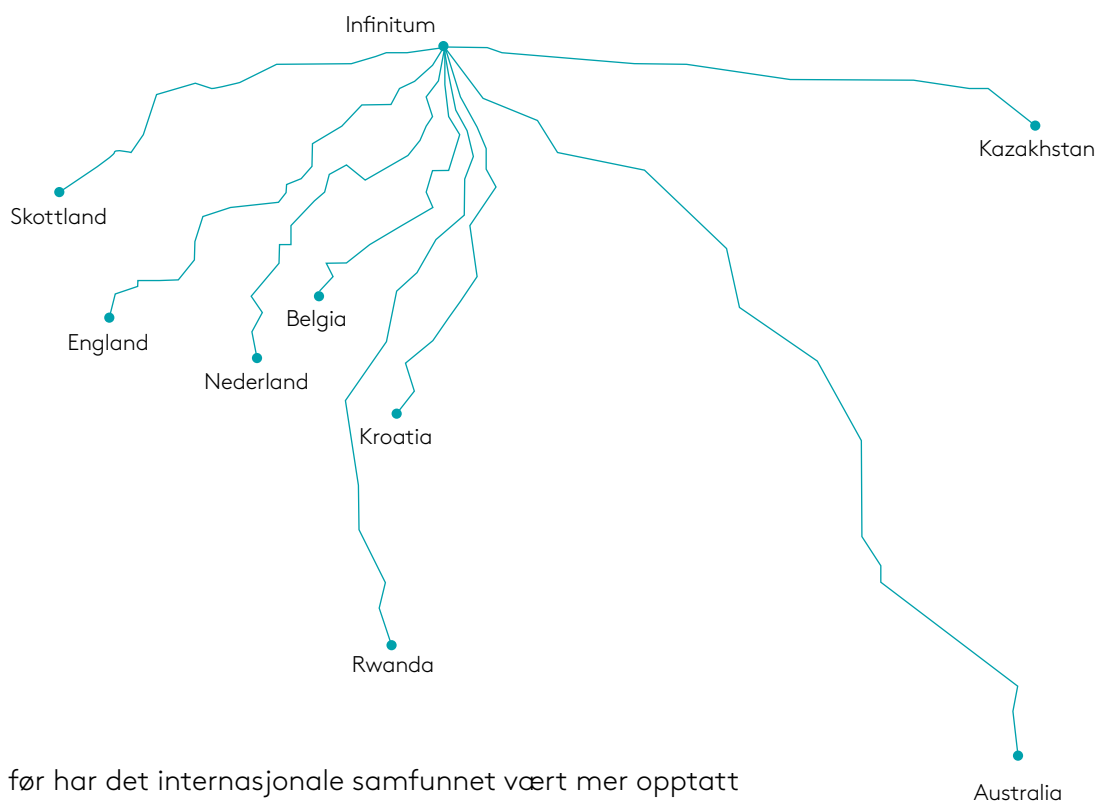 Infinitum
Kazakhstan
Skottland
Belgia
England
Nederland
Kroatia
Rwanda
før har det internasjonale samfunnet vært mer opptatt
Australia